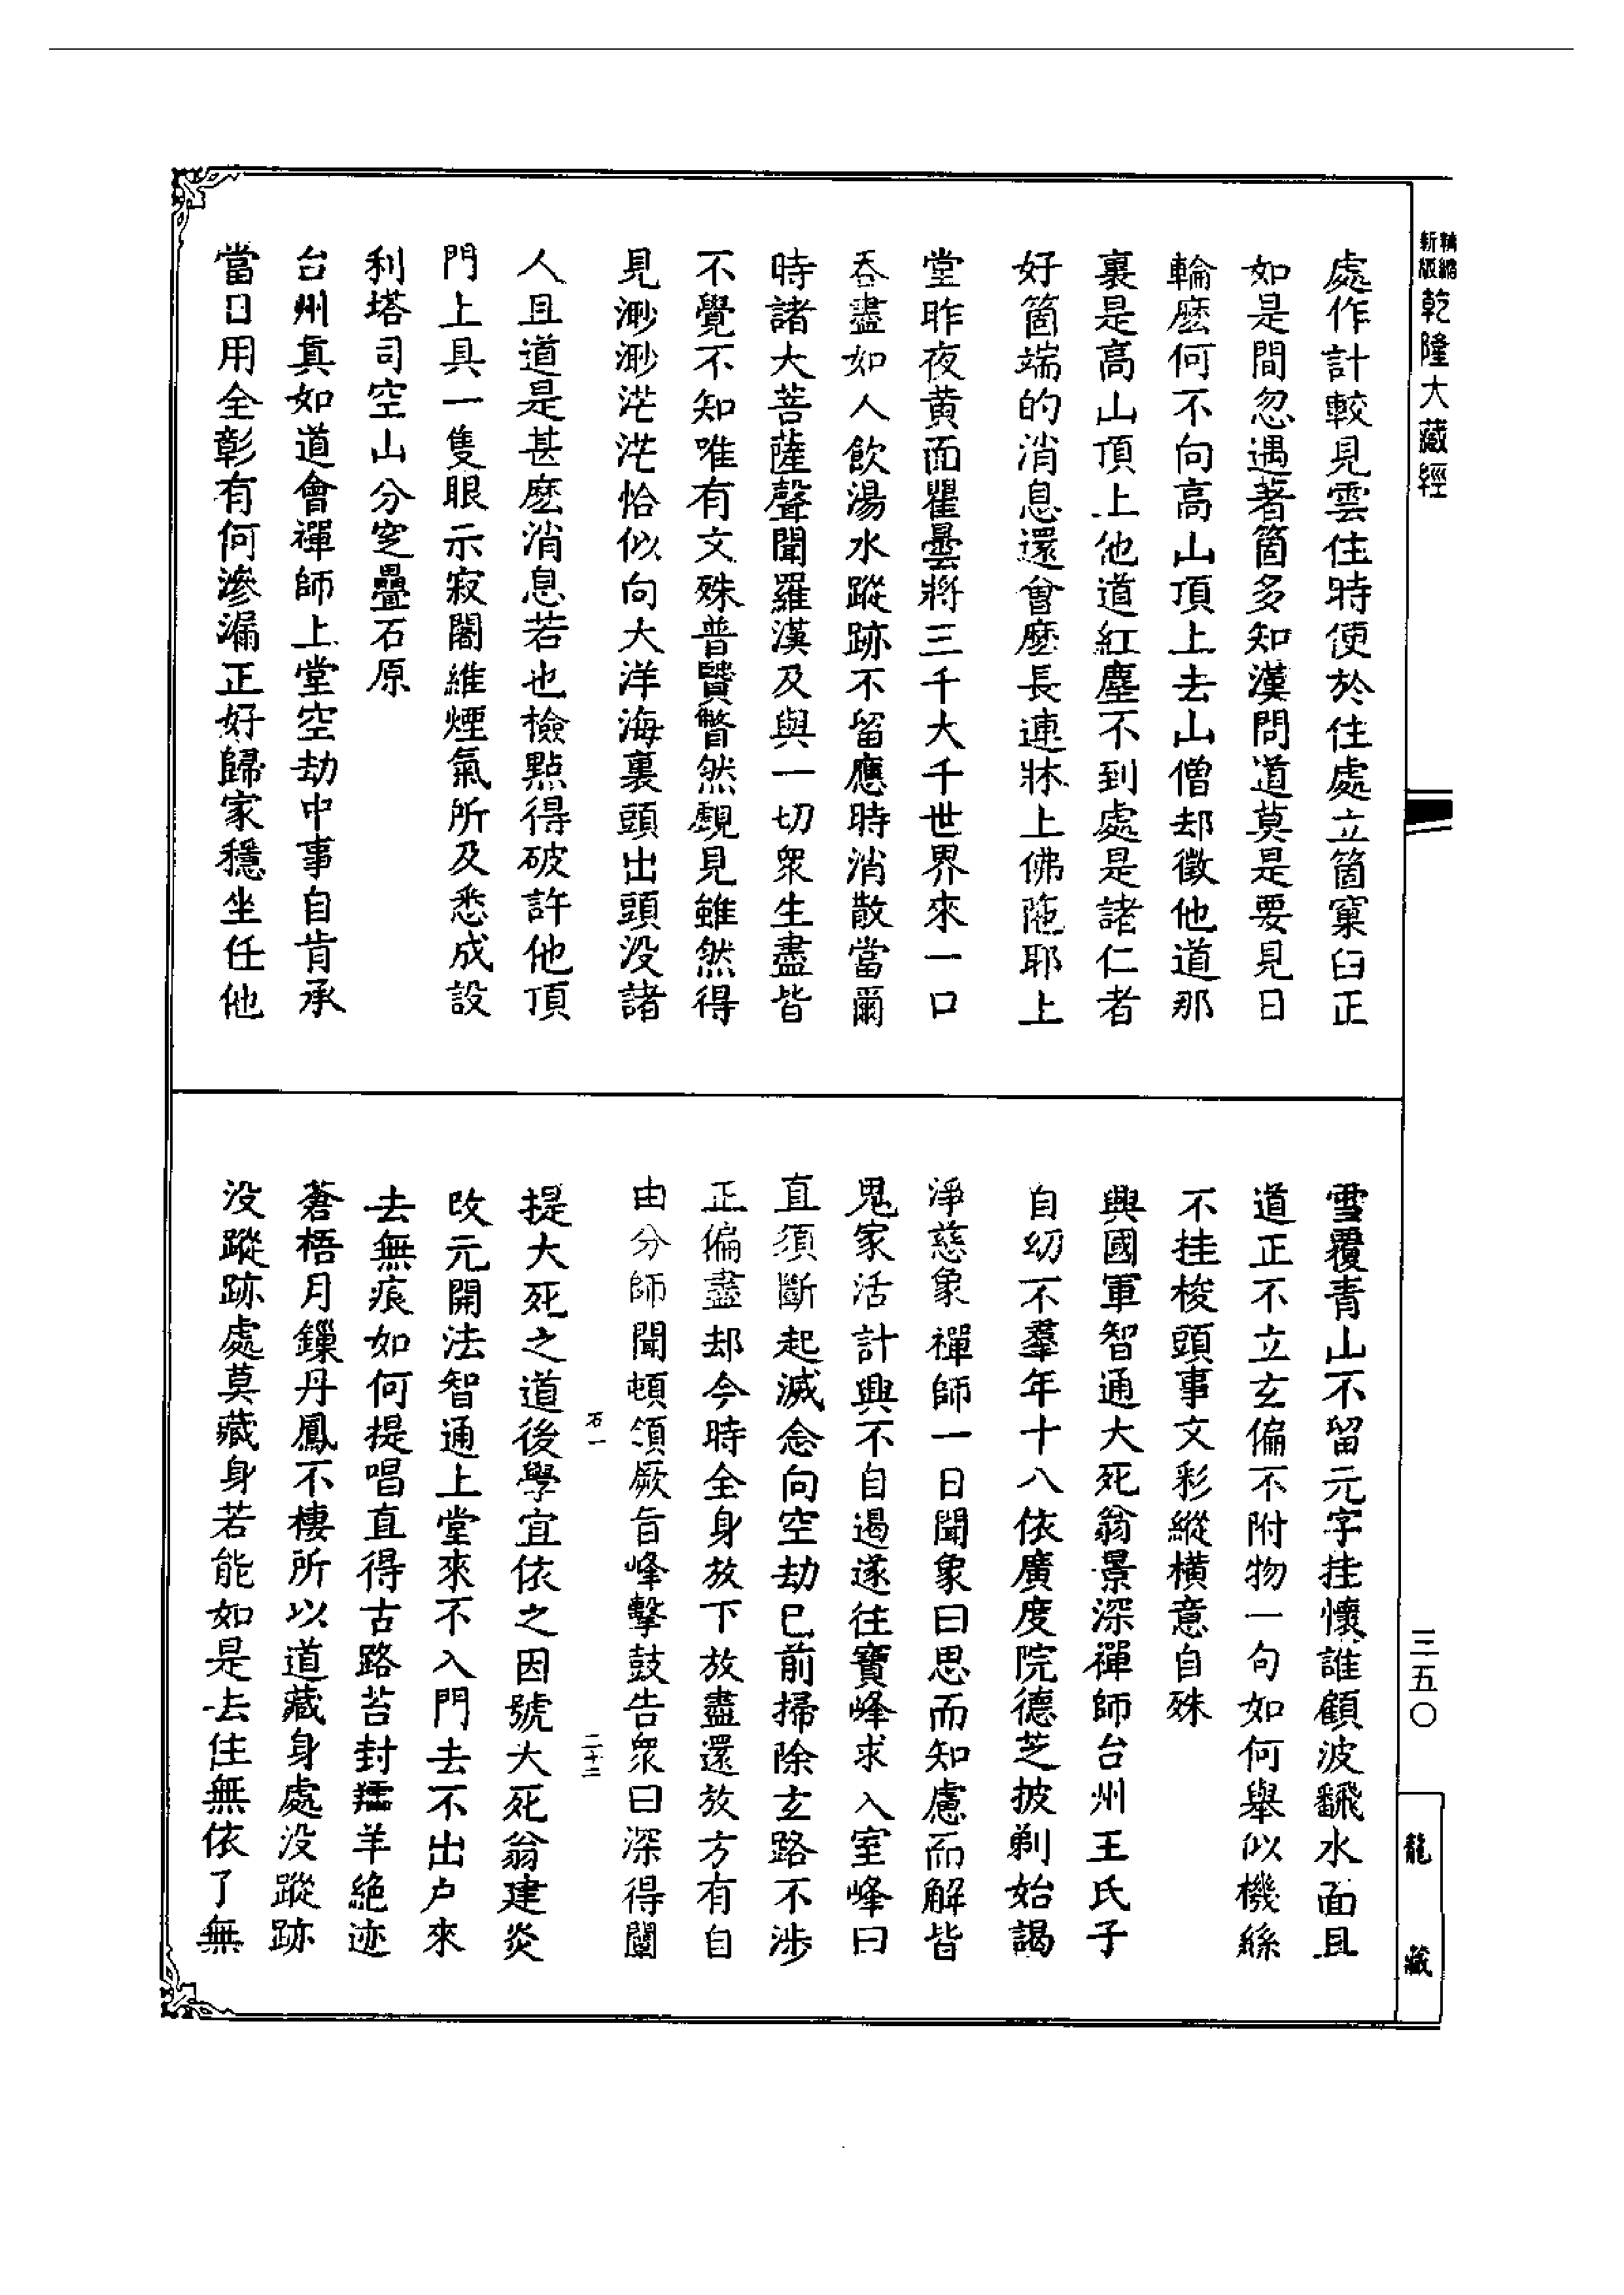 精縮
新版
乾隆大藏經
處作計較見雲住時便於住處立箇窠臼正
如是間忽遇著箇多知漢問道莫是要見日
輪麽何不向高山頂上去山僧却徵他道那
裏是高山頂上他道紅塵不到處是諸仁者
好箇端的消息還會麽長連牀上佛陁耶上
堂昨夜黄面瞿曇將三千大千世界來一口
吞盡如人飲湯水蹤跡不留應時消散當爾
時諸大菩薩聲聞羅漢及與一切衆生盡皆
不覺不知唯有文殊普賢瞥然覷見雖然得
見渺渺茫茫恰似向大洋海裏頭出頭没諸
人且道是甚麽消息若也檢點得破許他頂
門上具一隻眼示寂闍維煙氣所及悉成設
利塔司空山分窆疊石原
台州真如道會禪師上堂空劫中事自肯承
當日用全彰有何滲漏正好歸家穩坐任他
雪覆青山不留元字挂懷誰顧波飜水面且
道正不立玄偏不附物一句如何舉似機絲
不挂梭頭事文彩縱橫意自殊
興國軍智通大死翁景深禪師台州王氏子
自幼不羣年十八依廣度院德芝披剃始謁
淨慈象禪師一日聞象曰思而知慮而解皆
鬼家活計興不自遏遂往寶峰求入室峰曰
直須斷起滅念向空劫已前掃除玄路不涉
正偏盡却今時全身放下放盡還放方有自
由分師聞頓領厥旨峰擊鼓告衆曰深得闡
石一
二十二
提大死之道後學宜依之因號大死翁建炎
改元開法智通上堂來不入門去不出户來
去無痕如何提唱直得古路苔封羺羊絶迹
蒼梧月鏁丹鳳不棲所以道藏身處没蹤跡
没蹤跡處莫藏身若能如是去住無依了無
三五〇
龍藏